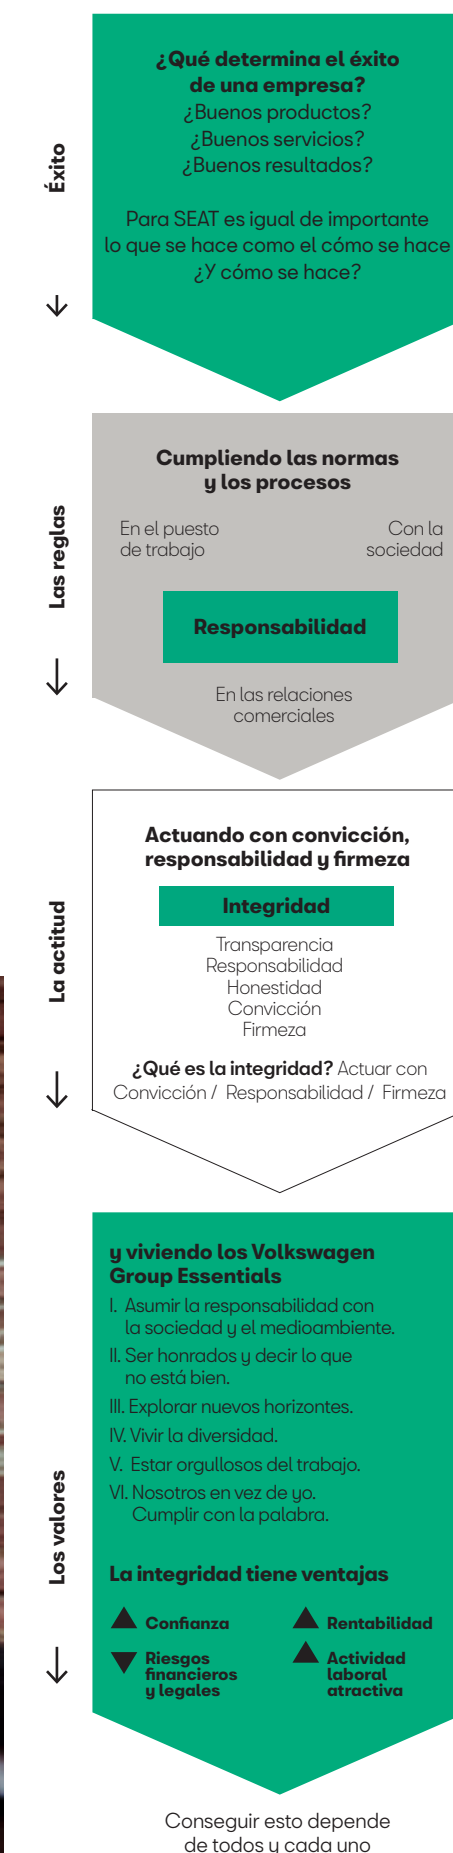 Éxito
¿Qué determina el éxito
de una empresa?
¿Buenos productos?
¿Buenos servicios?
¿Buenos resultados?
Para SEAT es igual de importante
lo que se hace como el cómo se hace
¿Y cómo se hace?
Las reglas
Cumpliendo las normas
y los procesos
En el puesto
de trabajo
Con la
sociedad
Responsabilidad
En las relaciones
comerciales
La actitud
Actuando con convicción,
responsabilidad y firmeza
Integridad
Transparencia
Responsabilidad
Honestidad
Convicción
Firmeza
¿Qué es la integridad? Actuar con
Convicción / Responsabilidad / Firmeza
Los valores
y viviendo los Volkswagen
Group Essentials
I. Asumir la responsabilidad con
la sociedad y el medioambiente.
II. Ser honrados y decir lo que
no está bien.
III. Explorar nuevos horizontes.
IV. Vivir la diversidad.
V. Estar orgullosos del trabajo.
VI. Nosotros en vez de yo.
Cumplir con la palabra.
La integridad tiene ventajas
Confianza
Rentabilidad
Riesgos
financieros
y legales
Actividad
laboral
atractiva
Conseguir esto depende
de todos y cada uno